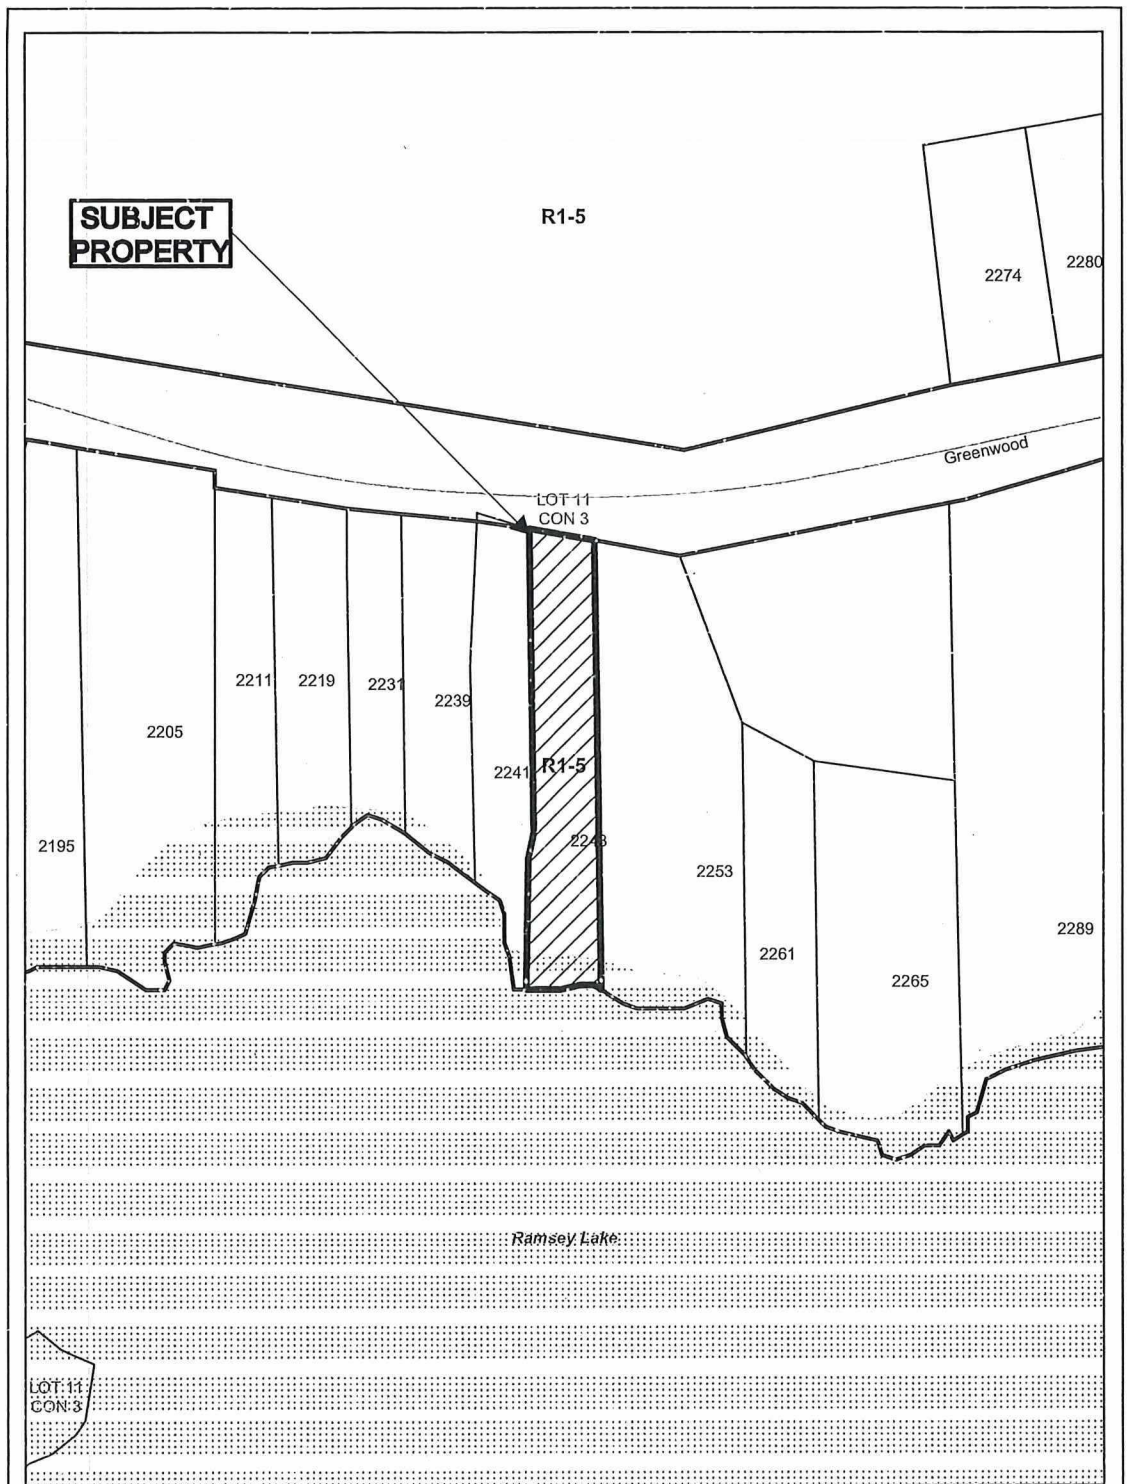 R1-5
SUBJECT
PROPERTY
2274
2280
Greenwood
LOT 11
CON 3
2211
2219
2231
2239
2205
2241
R1-5
2195
2243
2253
2289
2261
2265
Ramsey Lake
LOT 11
CON 3